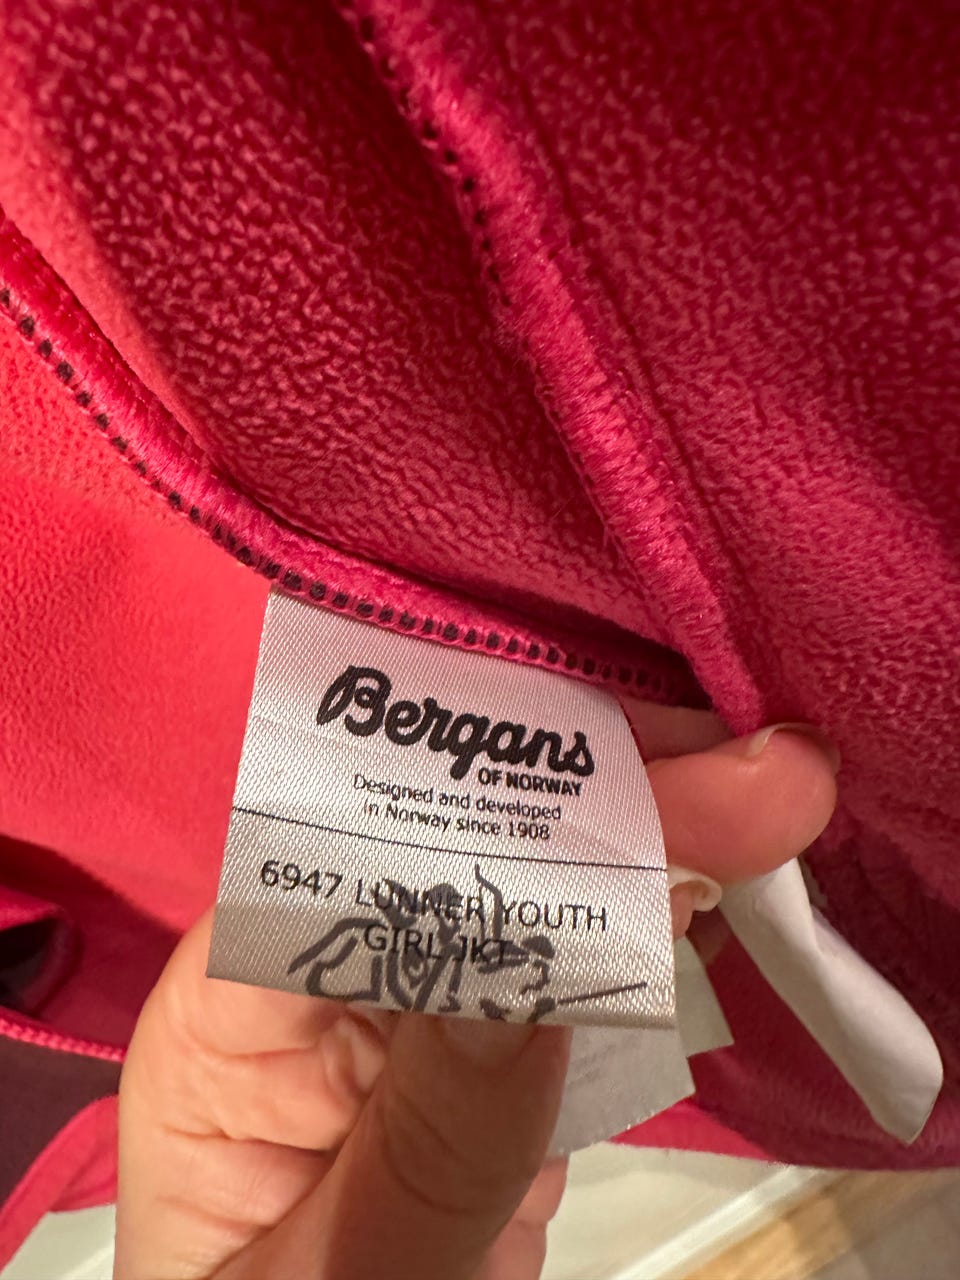 Bergans
OF NORWAY
Designed and developed
in Norway since 1908
6947 LUNNER YOUTH
GIRL JKT